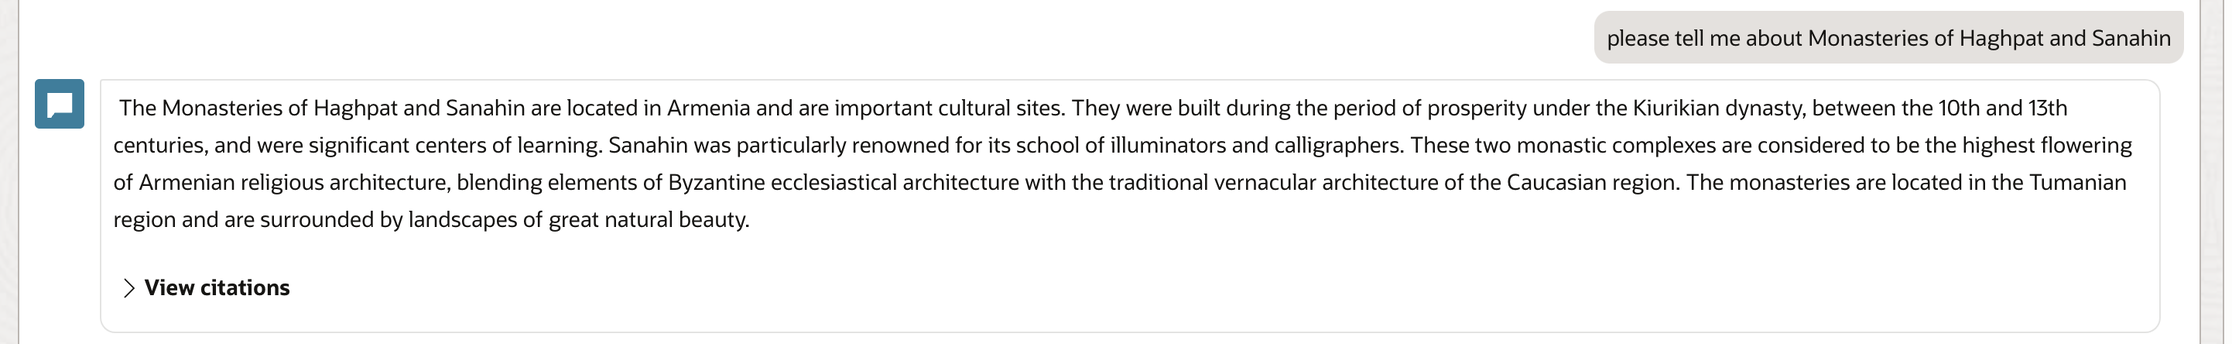 please tell me about Monasteries of Haghpat and Sanahin
The Monasteries of Haghpat and Sanahin are located in Armenia and are important cultural sites. They were built during the period of prosperity under the Kiurikian dynasty, between the 10th and 13th
centuries, and were significant centers of learning. Sanahin was particularly renowned for its school of illuminators and calligraphers. These two monastic complexes are considered to be the highest flowering
of Armenian religious architecture, blending elements of Byzantine ecclesiastical architecture with the traditional vernacular architecture of the Caucasian region. The monasteries are located in the Tumanian
region and are surrounded by landscapes of great natural beauty.
View citations